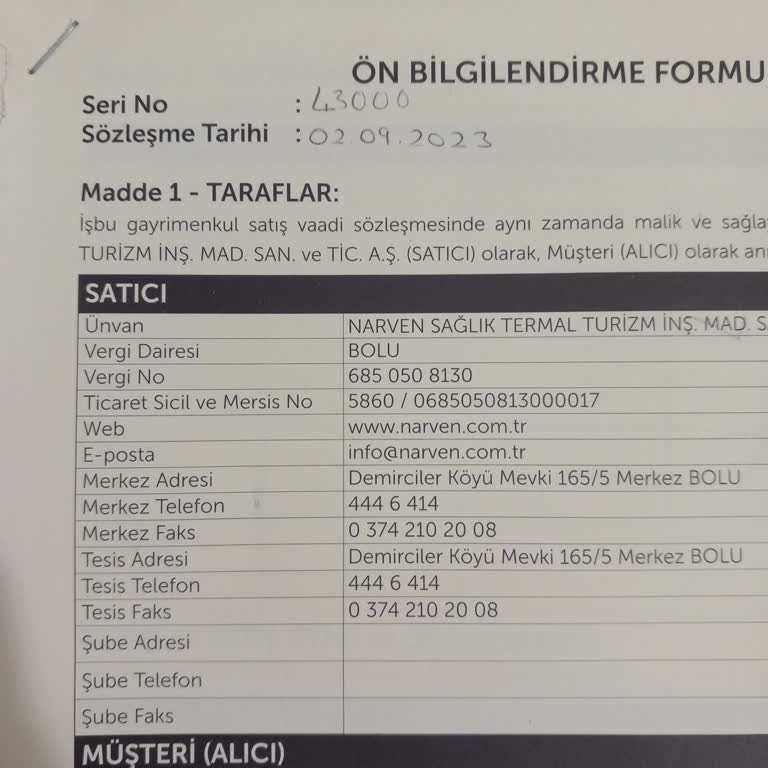 ÖN BİLGİLENDİRME FORMU
Seri No : 43000
Sözleşme Tarihi : 02.09.2023
Madde 1 - TARAFLAR:
İşbu gayrimenkul satış vaadi sözleşmesinde aynı zamanda malik ve
TURİZM İNŞ. MAD. SAN. ve TİC. A.Ş. (SATICI) olarak, Müşteri (ALICI) olarak
SATICI
Ünvan NARVEN SAĞLIK TERMAL TURİZM İNŞ. MAD.
Vergi Dairesi BOLU
Vergi No 685 050 8130
Ticaret Sicil ve Mersis No 5860 / 0685050813000017
Web www.narven.com.tr
E-posta info@narven.com.tr
Merkez Adresi Demirciler Köyü Mevki 165/5 Merkez BOLU
Merkez Telefon 444 6 414
Merkez Faks 0 374 210 20 08
Tesis Adresi Demirciler Köyü Mevki 165/5 Merkez BOLU
Tesis Telefon 444 6 414
Tesis Faks 0 374 210 20 08
Şube Adresi
Şube Telefon
Şube Faks
MÜŞTERİ (ALICI)